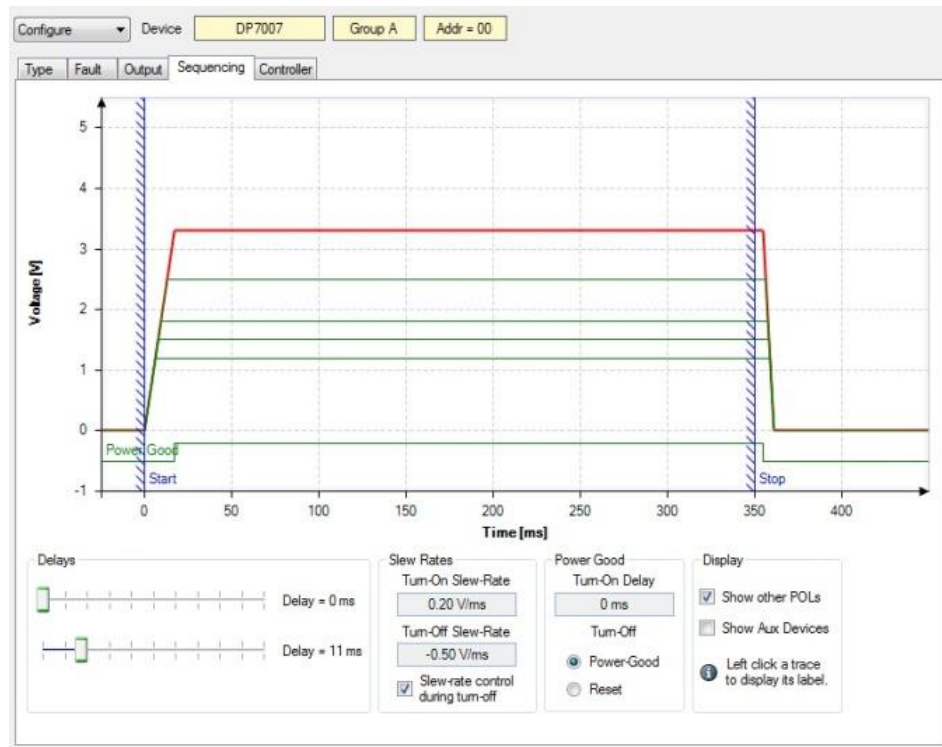 Configure Device DP7007 Group A Addr = 00
Type Fault Output Sequencing Controller
5
4
3
2
1
0
-1
Voltage [V]
Power Good
Start
Stop
0 50 100 150 200 250 300 350 400
Time [ms]
Delays
Delay = 0 ms
Delay = 11 ms
Slew Rates
Turn-On Slew-Rate
0.20 V/ms
Turn-Off Slew-Rate
-0.50 V/ms
Slew-rate control
during turn-off
Power Good
Turn-On Delay
0 ms
Turn-Off
Power-Good
Reset
Display
Show other POLs
Show Aux Devices
Left click a trace
to display its label.